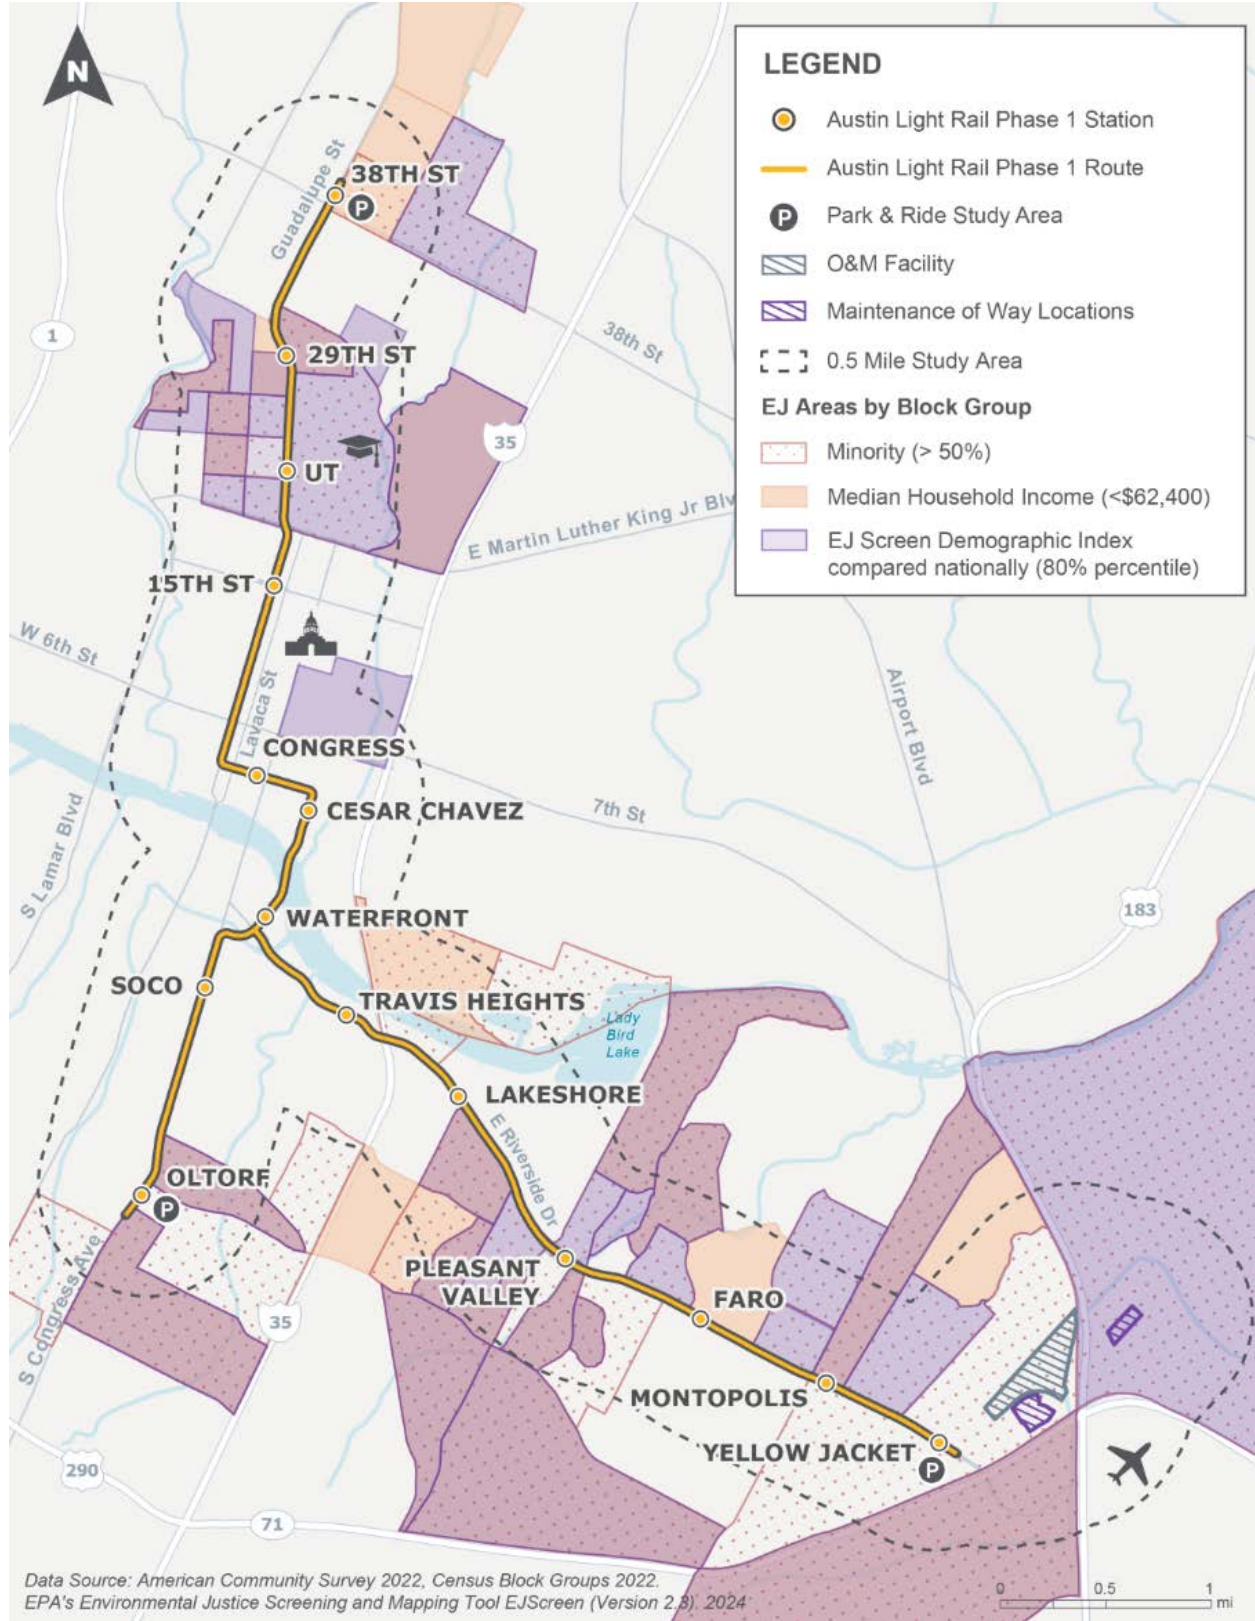 N
LEGEND
Austin Light Rail Phase 1 Station
Austin Light Rail Phase 1 Route
P Park & Ride Study Area
O&M Facility
Maintenance of Way Locations
0.5 Mile Study Area
EJ Areas by Block Group
Minority (> 50%)
Median Household Income (<$62,400)
EJ Screen Demographic Index
compared nationally (80% percentile)
Guadalupe St
38TH ST
P
1
38th St
29TH ST
35
UT
E Martin Luther King Jr Blv
15TH ST
W 6th St
Lavaca St
Airport Blvd
CONGRESS
CESAR CHAVEZ
7th St
S Lamar Blvd
183
WATERFRONT
SOCO
TRAVIS HEIGHTS
Lady
Bird
Lake
LAKESHORE
E Riverside Dr
OLTORF
P
S Congress Ave
PLEASANT
VALLEY
FARO
35
MONTOPOLIS
YELLOW JACKET
P
290
71
Data Source: American Community Survey 2022, Census Block Groups 2022.
EPA's Environmental Justice Screening and Mapping Tool EJScreen (Version 2.3). 2024
0 0.5 1
mi